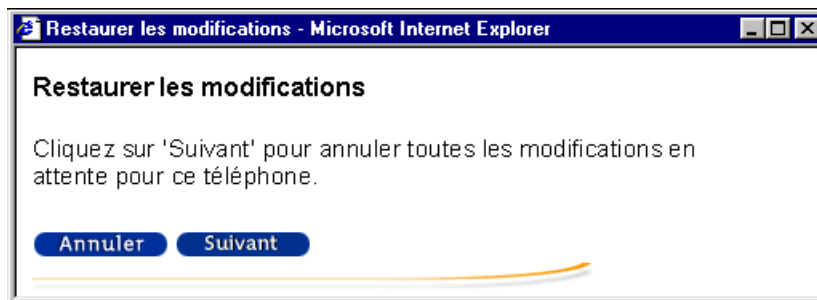 Restaurer les modifications - Microsoft Internet Explorer
Restaurer les modifications
Cliquez sur 'Suivant' pour annuler toutes les modifications en
attente pour ce téléphone.
Annuler Suivant